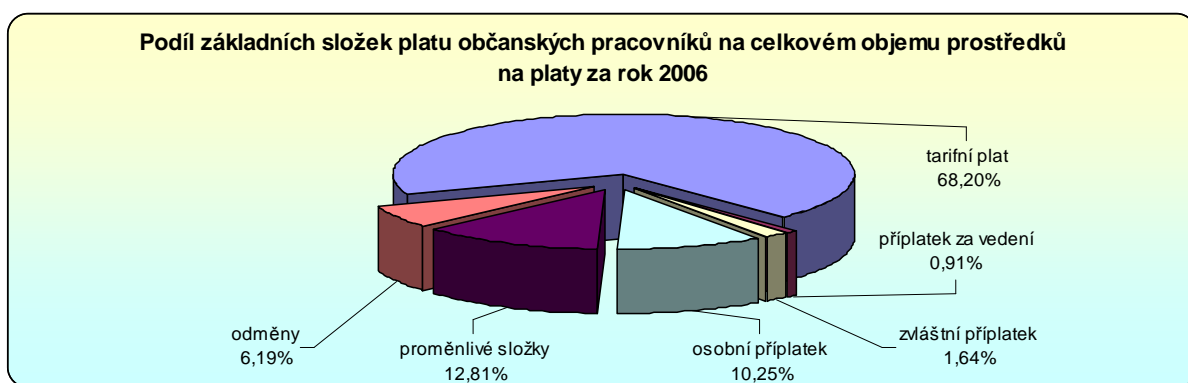 Podíl základních složek platu občanských pracovníků na celkovém objemu prostředků
na platy za rok 2006
tarifní plat
68,20%
příplatek za vedení
0,91%
zvláštní příplatek
1,64%
osobní příplatek
10,25%
proměnlivé složky
12,81%
odměny
6,19%